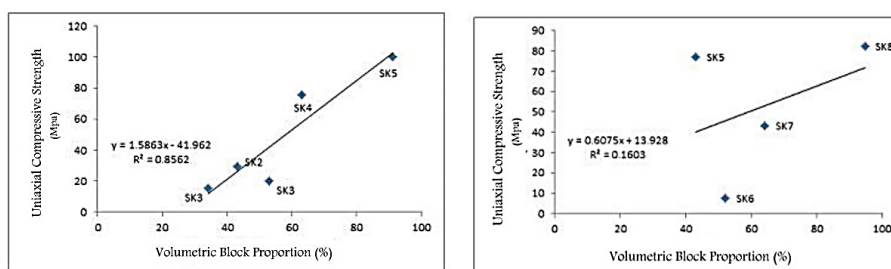 Uniaxial Compressive Strength
(Mpa)
120
100
80
60
40
20
0
SK5
SK4
y = 1.5863x - 41.962
R² = 0.8562
SK2
SK3
SK3
0 20 40 60 80 100
Volumetric Block Proportion (%)
Uniaxial Compressive Strength
(Mpa)
90
80
70
60
50
40
30
20
10
0
SK8
SK5
SK7
y = 0.6075x + 13.928
R² = 0.1603
SK6
0 20 40 60 80 100
Volumetric Block Proportion (%)